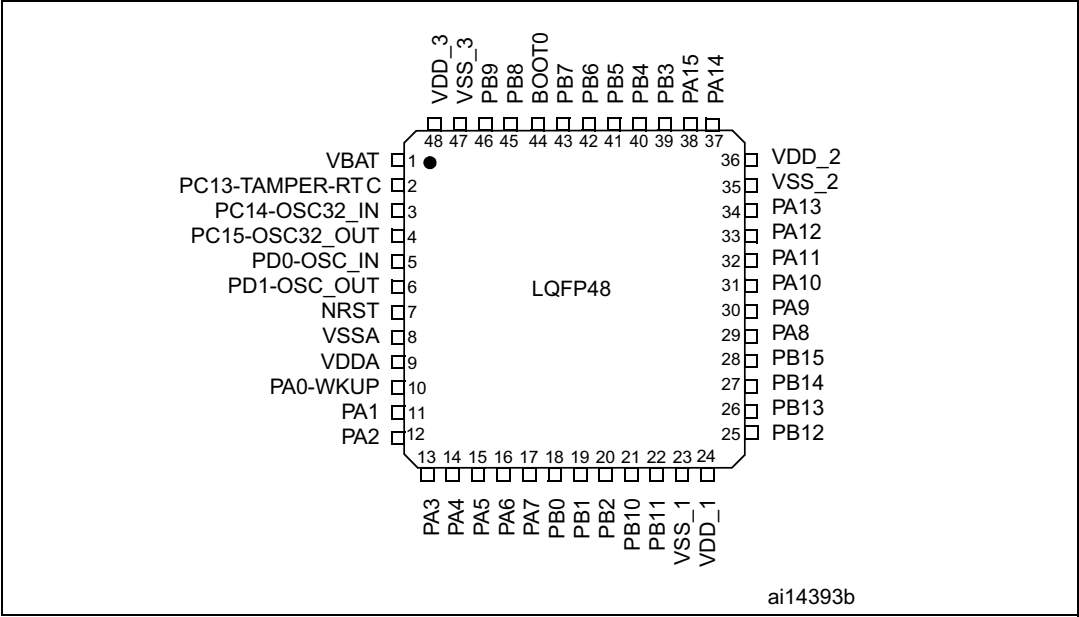 VDD_3
VSS_3
PB9
PB8
BOOT0
PB7
PB6
PB5
PB4
PB3
PA15
PA14
48 47 46 45 44 43 42 41 40 39 38 37
VBAT 1
PC13-TAMPER-RTC 2
PC14-OSC32_IN 3
PC15-OSC32_OUT 4
PD0-OSC_IN 5
PD1-OSC_OUT 6
NRST 7
VSSA 8
VDDA 9
PA0-WKUP 10
PA1 11
PA2 12
LQFP48
36 VDD_2
35 VSS_2
34 PA13
33 PA12
32 PA11
31 PA10
30 PA9
29 PA8
28 PB15
27 PB14
26 PB13
25 PB12
13 14 15 16 17 18 19 20 21 22 23 24
PA3
PA4
PA5
PA6
PA7
PB0
PB1
PB2
PB10
PB11
VSS_1
VDD_1
ai14393b